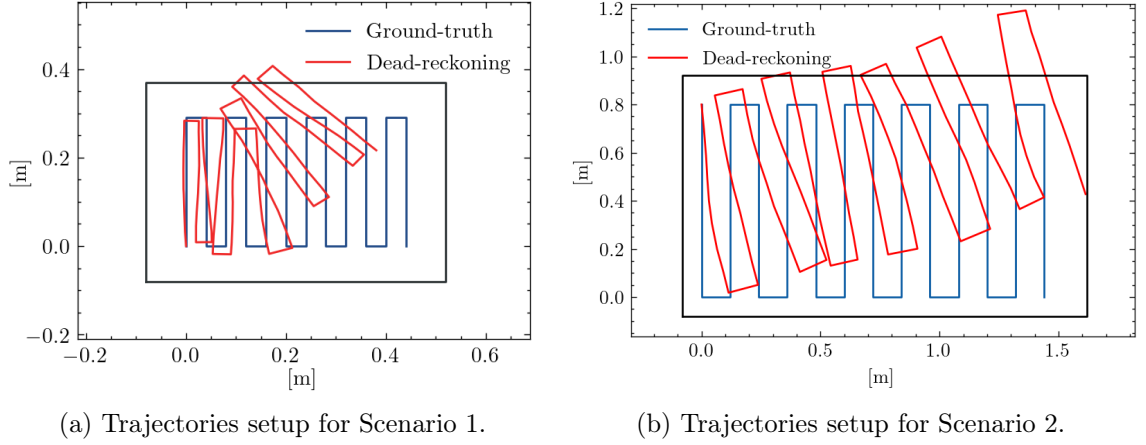 Ground-truth
Dead-reckoning
0.4
0.2
0.0
−0.2
[m]
−0.2
0.0
0.2
0.4
0.6
[m]
(a) Trajectories setup for Scenario 1.
Ground-truth
Dead-reckoning
1.2
1.0
0.8
0.6
0.4
0.2
0.0
[m]
0.0
0.5
1.0
1.5
[m]
(b) Trajectories setup for Scenario 2.